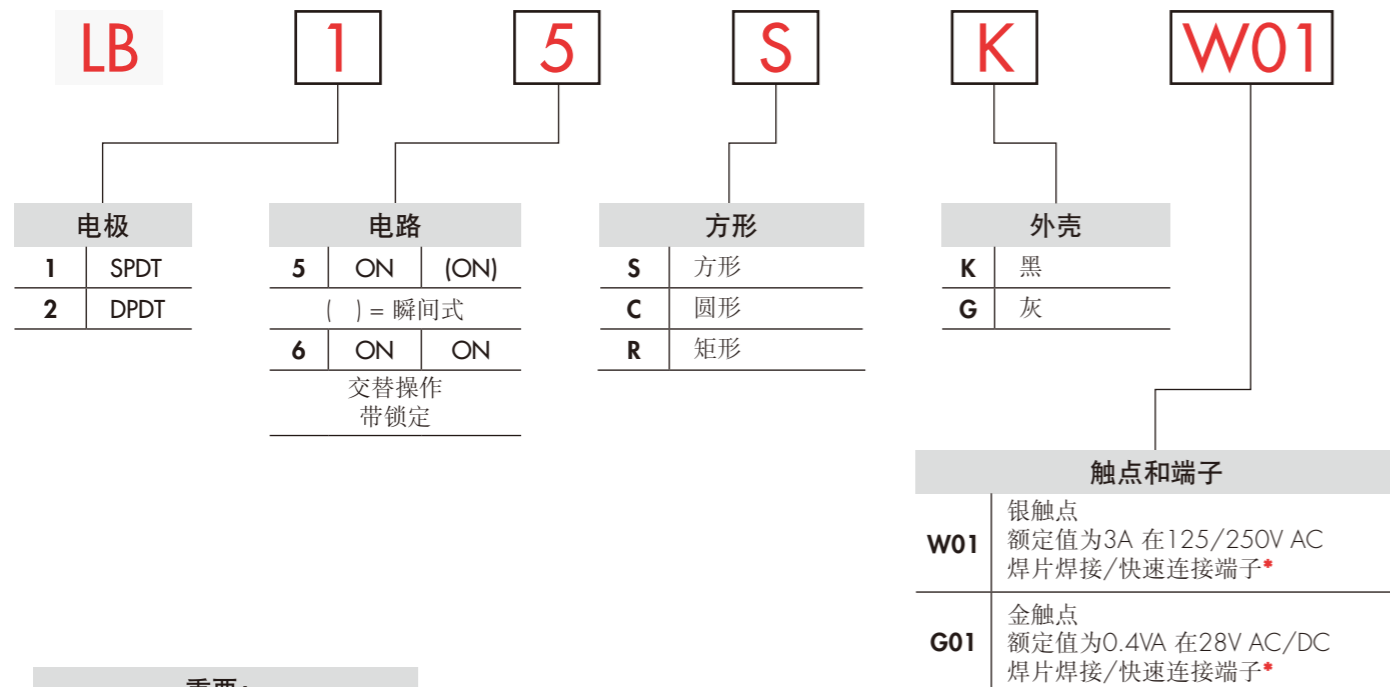 LB 1 5 S K W01
电极
1 SPDT
2 DPDT
电路
5 ON (ON)
( ) = 瞬间式
6 ON ON
交替操作
带锁定
方形
S 方形
C 圆形
R 矩形
外壳
K 黑
G 灰
触点和端子
W01 银触点
额定值为3A 在125/250V AC
焊片焊接/快速连接端子*
G01 金触点
额定值为0.4VA 在28V AC/DC
焊片焊接/快速连接端子*
重要: